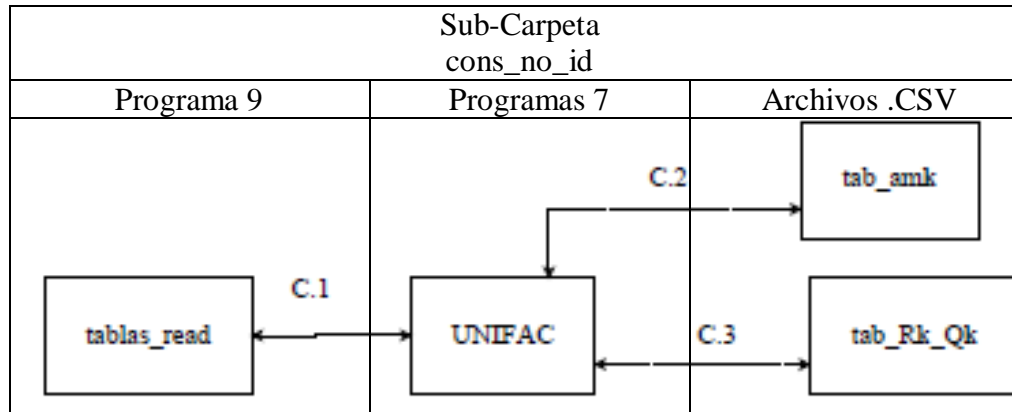 Sub-Carpeta
cons_no_id
Programa 9
Programas 7
Archivos .CSV
C.2
tab_amk
C.1
tablas_read
UNIFAC
C.3
tab_Rk_Qk